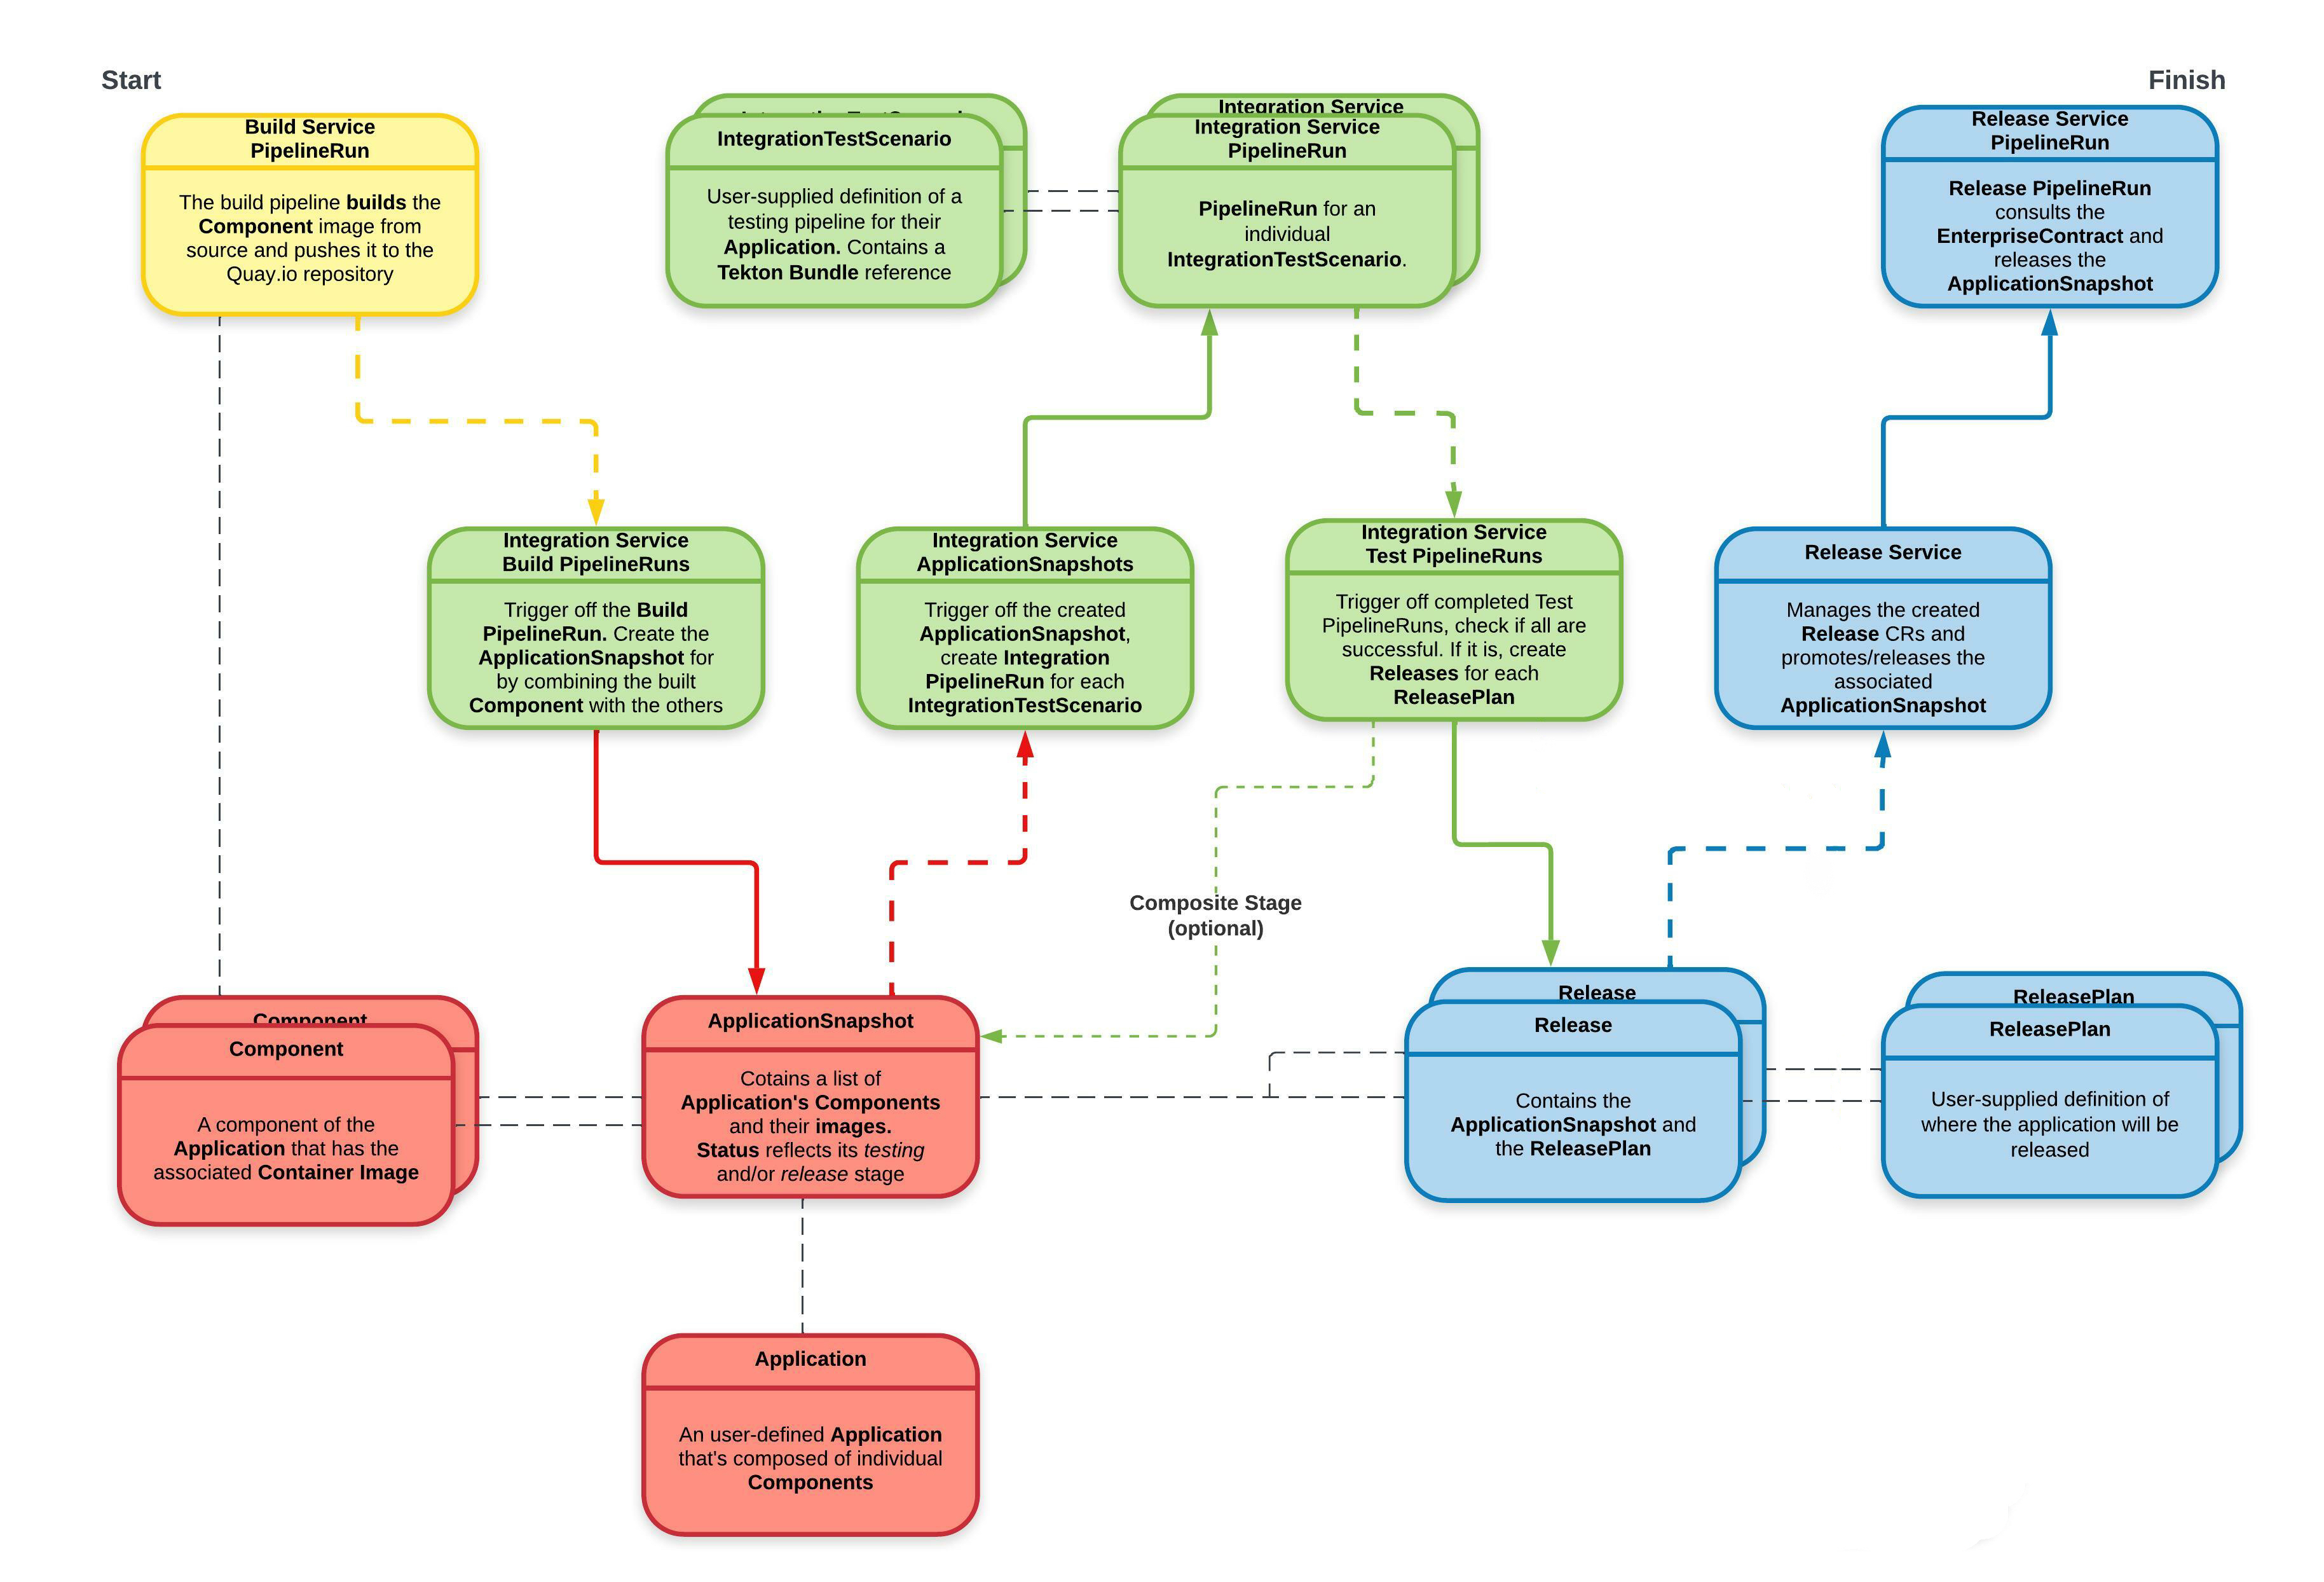 Start
Finish
Build Service
PipelineRun
The build pipeline builds the
Component image from
source and pushes it to the
Quay.io repository
IntegrationTestScenario
User-supplied definition of a
testing pipeline for their
Application. Contains a
Tekton Bundle reference
Integration Service
Integration Service
PipelineRun
PipelineRun for an
individual
IntegrationTestScenario.
Release Service
PipelineRun
Release PipelineRun
consults the
EnterpriseContract and
releases the
ApplicationSnapshot
Integration Service
Build PipelineRuns
Trigger off the Build
PipelineRun. Create the
ApplicationSnapshot for
by combining the built
Component with the others
Integration Service
ApplicationSnapshots
Trigger off the created
ApplicationSnapshot,
create Integration
PipelineRun for each
IntegrationTestScenario
Integration Service
Test PipelineRuns
Trigger off completed Test
PipelineRuns, check if all are
successful. If it is, create
Releases for each
ReleasePlan
Release Service
Manages the created
Release CRs and
promotes/releases the
associated
ApplicationSnapshot
Composite Stage
(optional)
Component
Component
A component of the
Application that has the
associated Container Image
ApplicationSnapshot
Cotains a list of
Application's Components
and their images.
Status reflects its testing
and/or release stage
Release
Release
Contains the
ApplicationSnapshot and
the ReleasePlan
ReleasePlan
ReleasePlan
User-supplied definition of
where the application will be
released
Application
An user-defined Application
that's composed of individual
Components